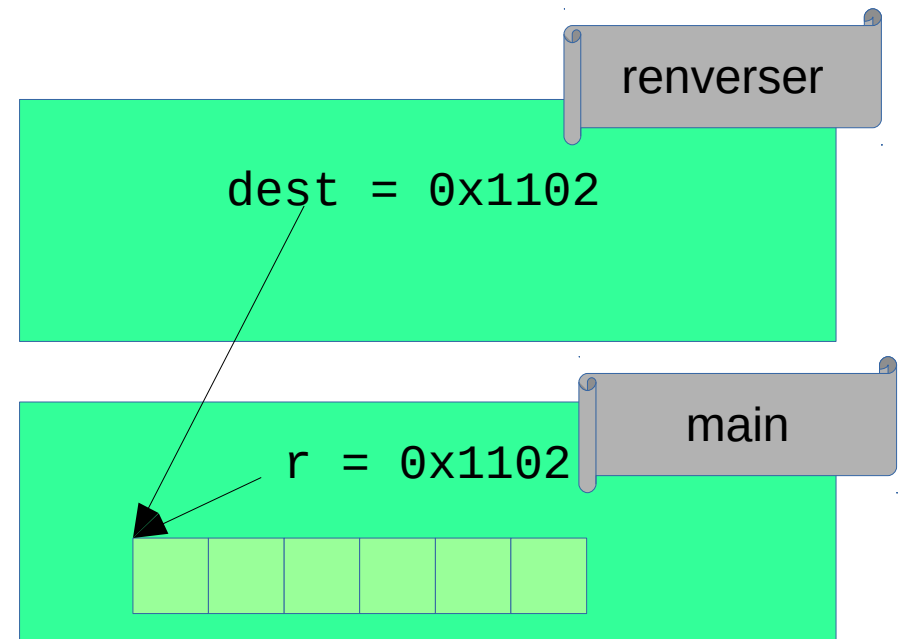 renverser
dest = 0x1102
main
r = 0x1102